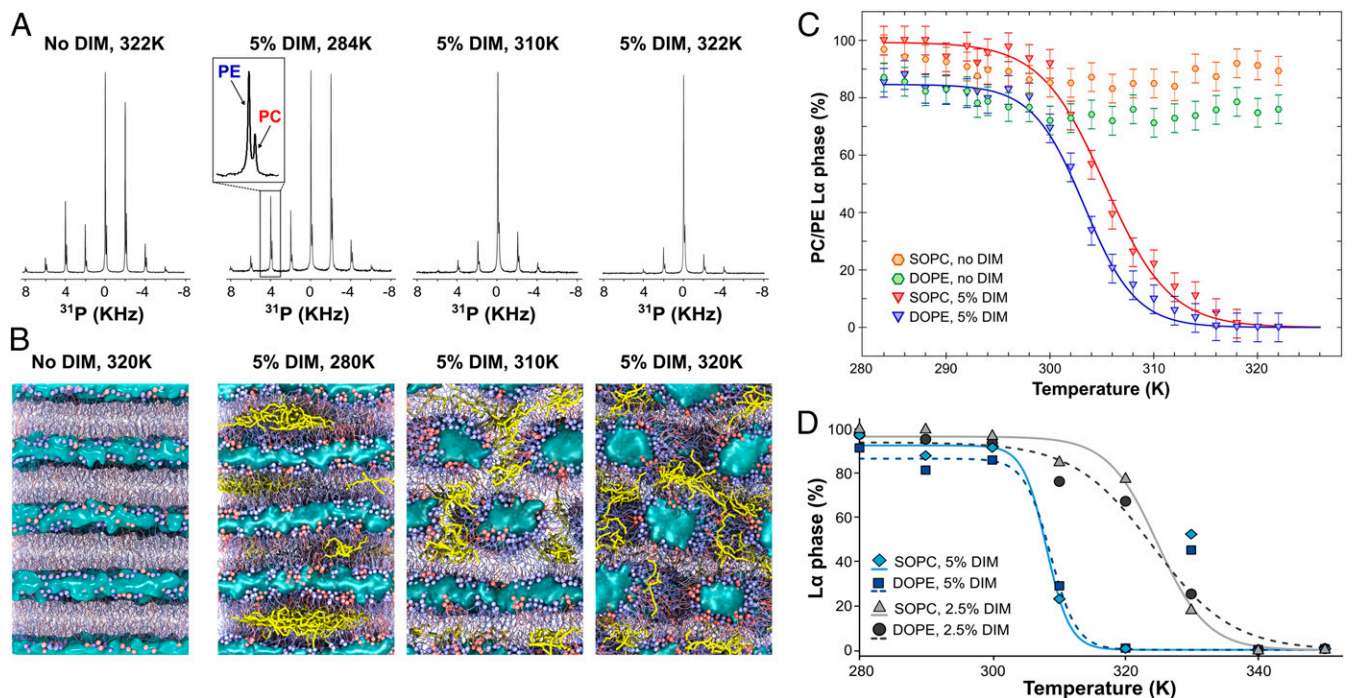 A
No DIM, 322K
5% DIM, 284K
5% DIM, 310K
5% DIM, 322K
PE
PC
8 4 0 -4 -8
8 4 0 -4 -8
8 4 0 -4 -8
8 4 0 -4 -8
31P (KHz)
31P (KHz)
31P (KHz)
31P (KHz)
B
No DIM, 320K
5% DIM, 280K
5% DIM, 310K
5% DIM, 320K
C
PC/PE Lα phase (%)
100
80
60
40
20
0
SOPC, no DIM
DOPE, no DIM
SOPC, 5% DIM
DOPE, 5% DIM
280 290 300 310 320
Temperature (K)
D
Lα phase (%)
100
80
60
40
20
0
SOPC, 5% DIM
DOPE, 5% DIM
SOPC, 2.5% DIM
DOPE, 2.5% DIM
280 300 320 340
Temperature (K)